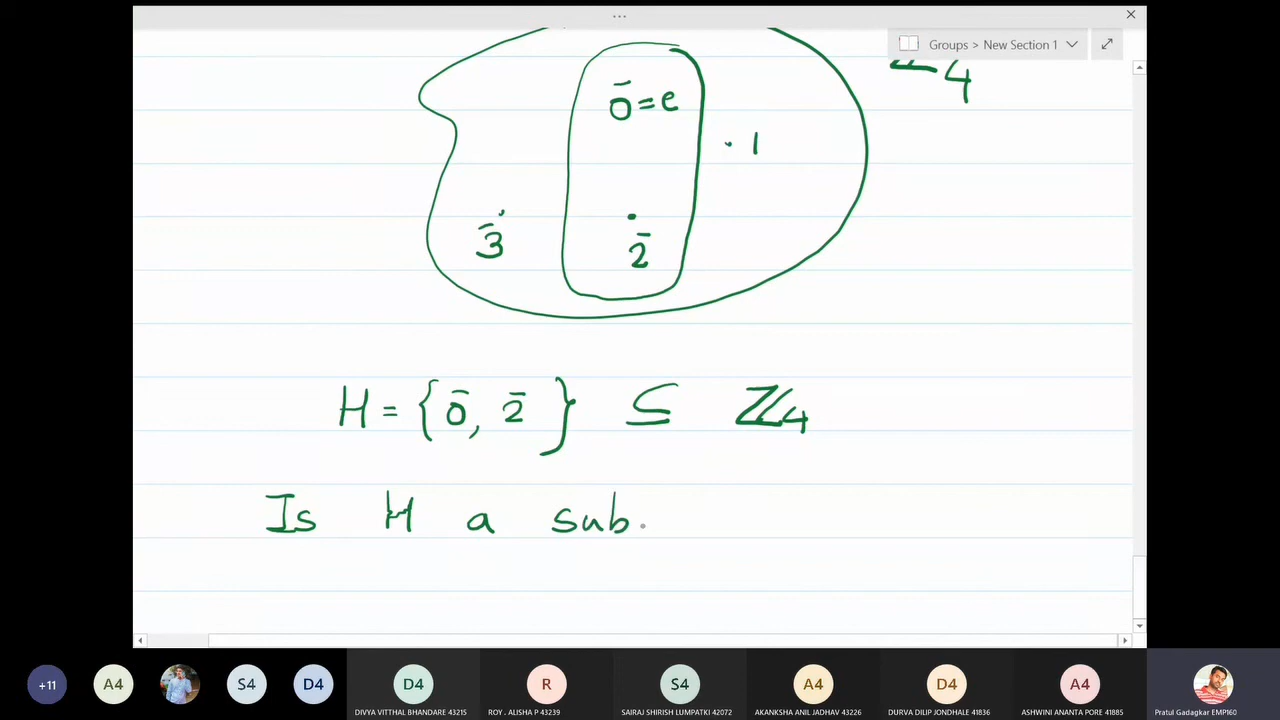 ...
Groups > New Section 1
4
0̄ = e
· 1
3̄
2̄
H = {0̄, 2̄} ⊆ ℤ4
Is H a sub
+11 A4 S4 D4 D4 R S4 A4 D4 A4
DIVYA VITTHAL BHANDARE 43215 ROY . ALISHA P 43239 SAIRAJ SHIRISH LUMPATKI 42072 AKANKSHA ANIL JADHAV 43226 DURVA DILIP JONDHALE 41836 ASHWINI ANANTA PORE 41885 Pratul Gadagkar EMP160